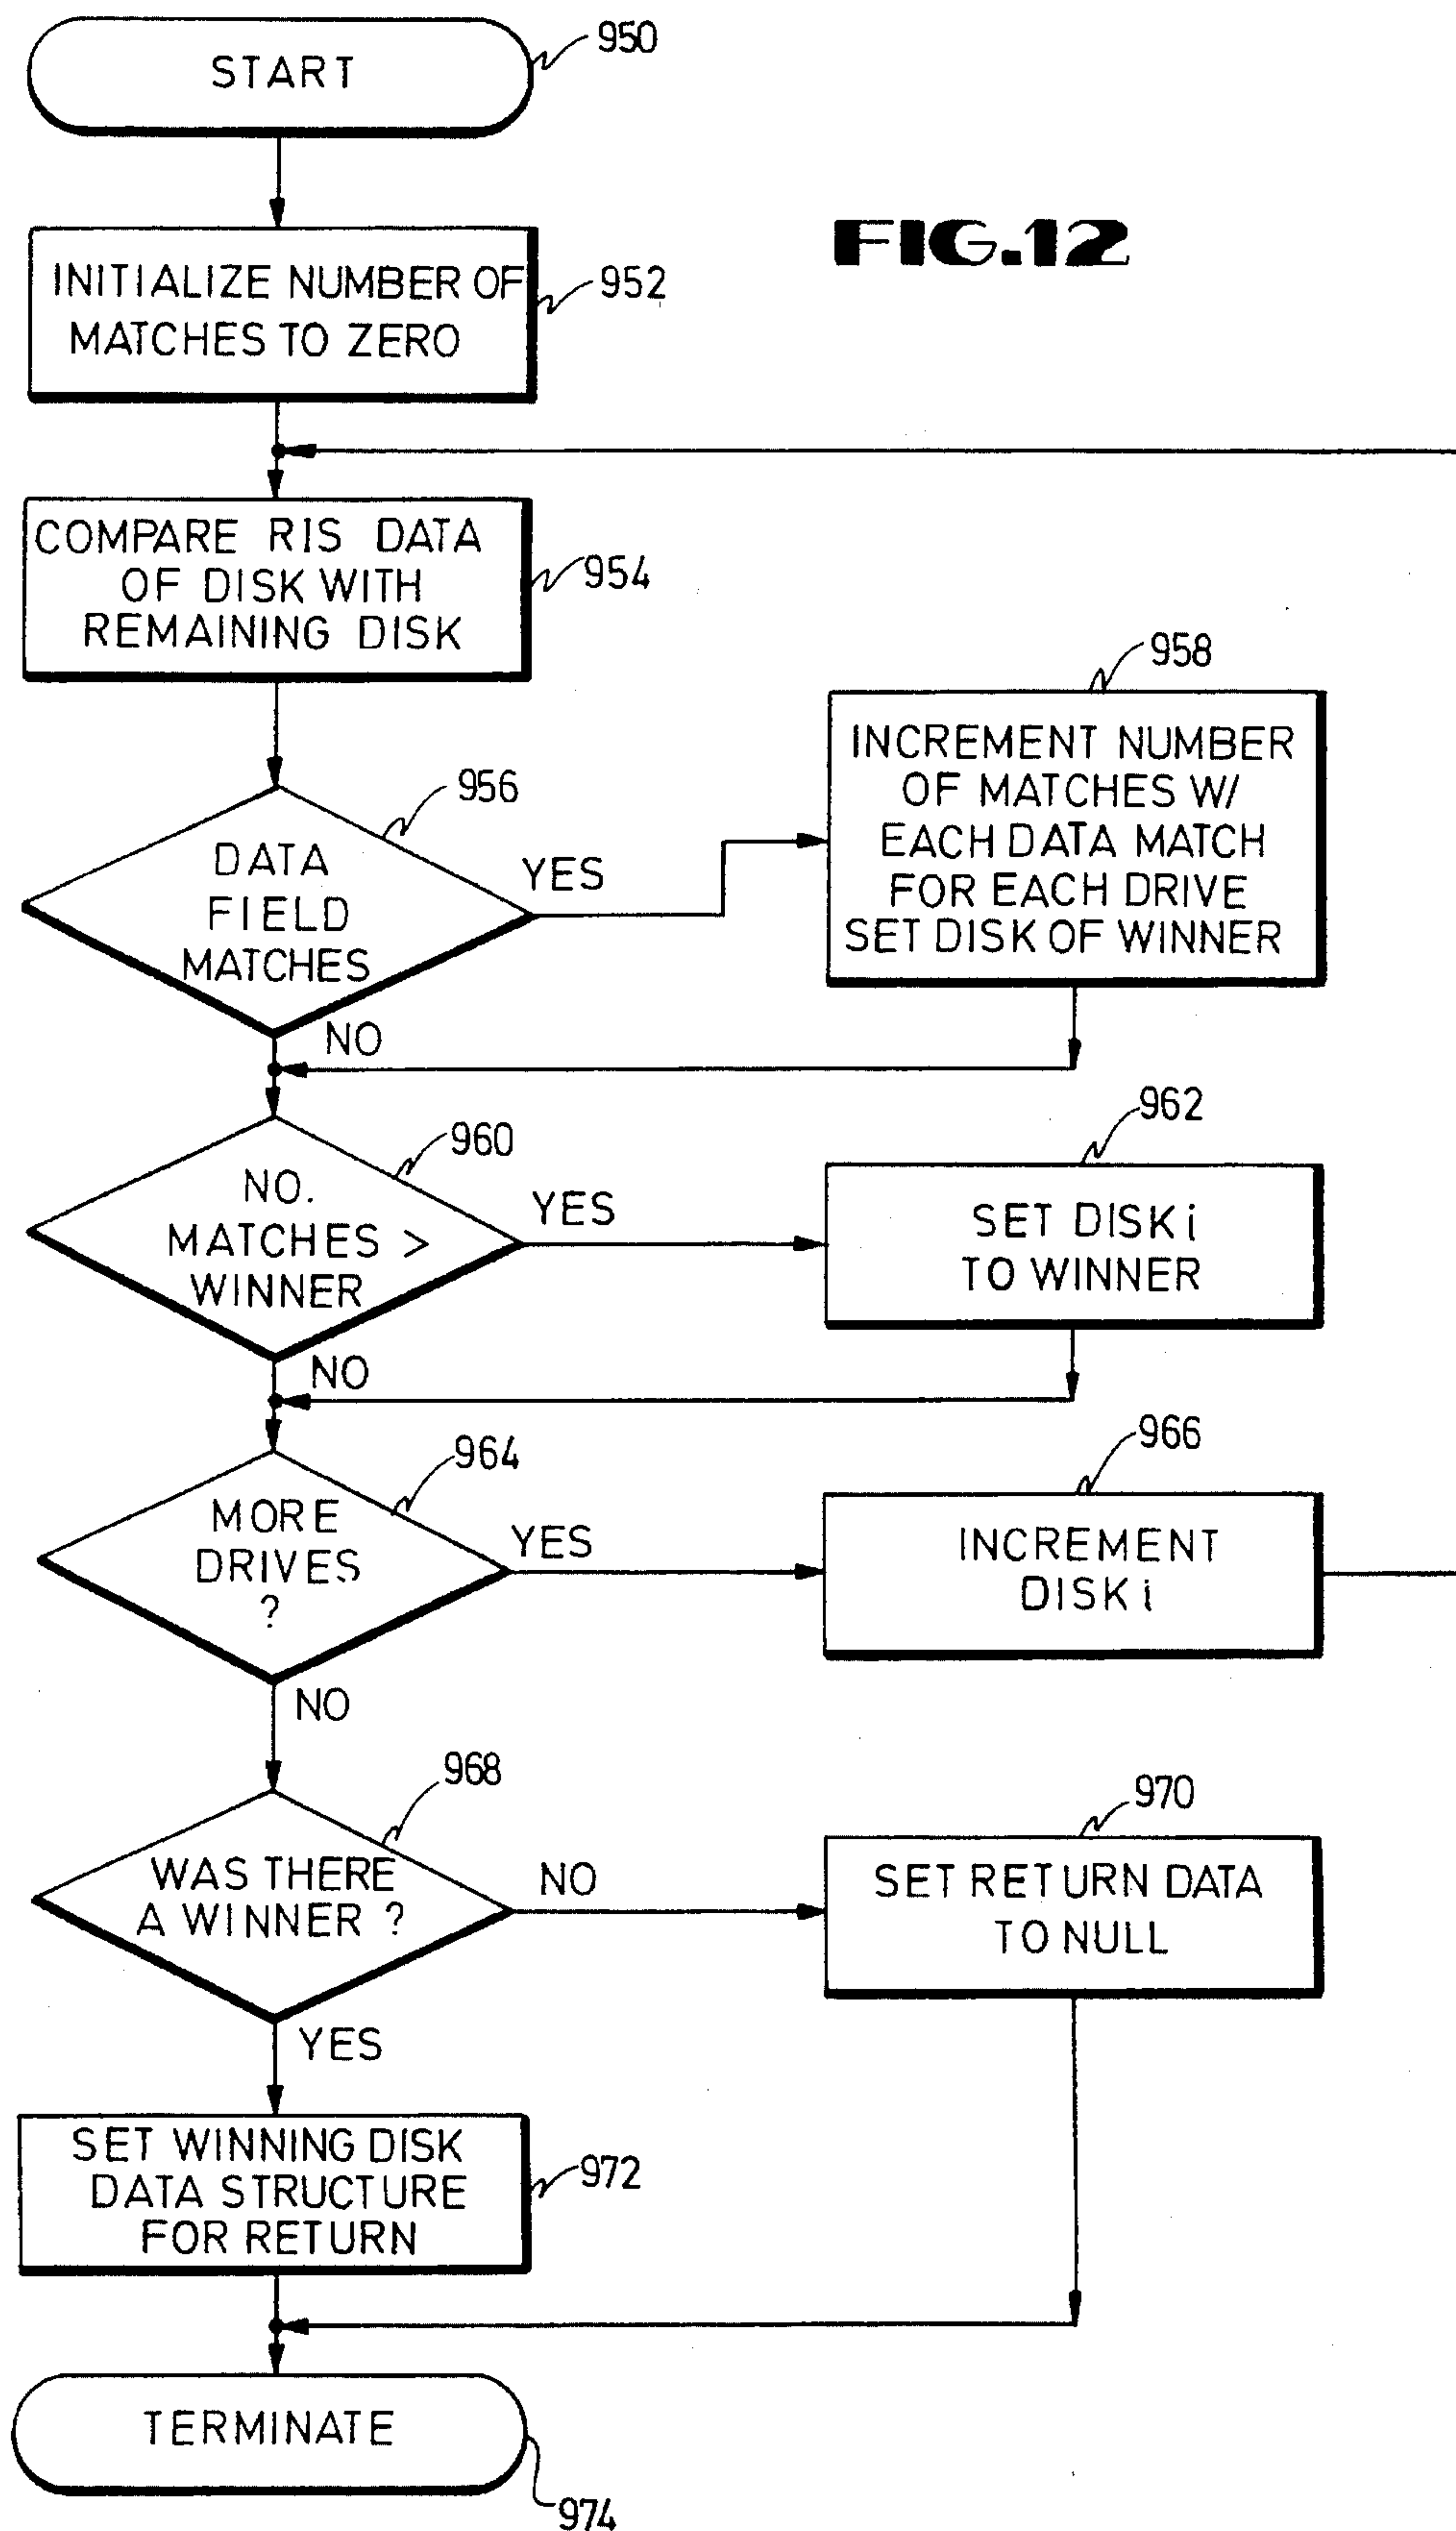 START
950
FIG.12
INITIALIZE NUMBER OF
MATCHES TO ZERO
952
COMPARE RIS DATA
OF DISK WITH
REMAINING DISK
954
DATA
FIELD
MATCHES
956
YES
NO
958
INCREMENT NUMBER
OF MATCHES W/
EACH DATA MATCH
FOR EACH DRIVE
SET DISK OF WINNER
NO.
MATCHES >
WINNER
960
YES
NO
962
SET DISK i
TO WINNER
MORE
DRIVES
?
964
YES
NO
966
INCREMENT
DISK i
WAS THERE
A WINNER ?
968
NO
YES
970
SET RETURN DATA
TO NULL
SET WINNING DISK
DATA STRUCTURE
FOR RETURN
972
TERMINATE
974